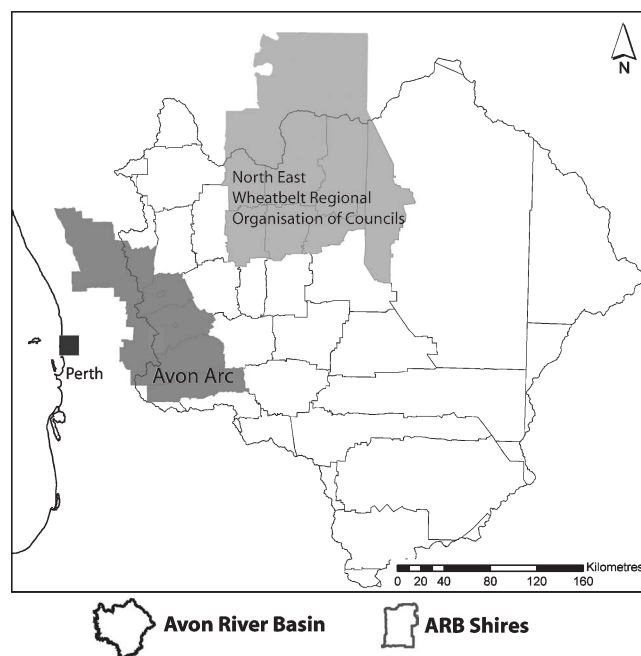 N
North East
Wheatbelt Regional
Organisation of Councils
Perth
Avon Arc
Kilometres
0 20 40 80 120 160
Avon River Basin
ARB Shires